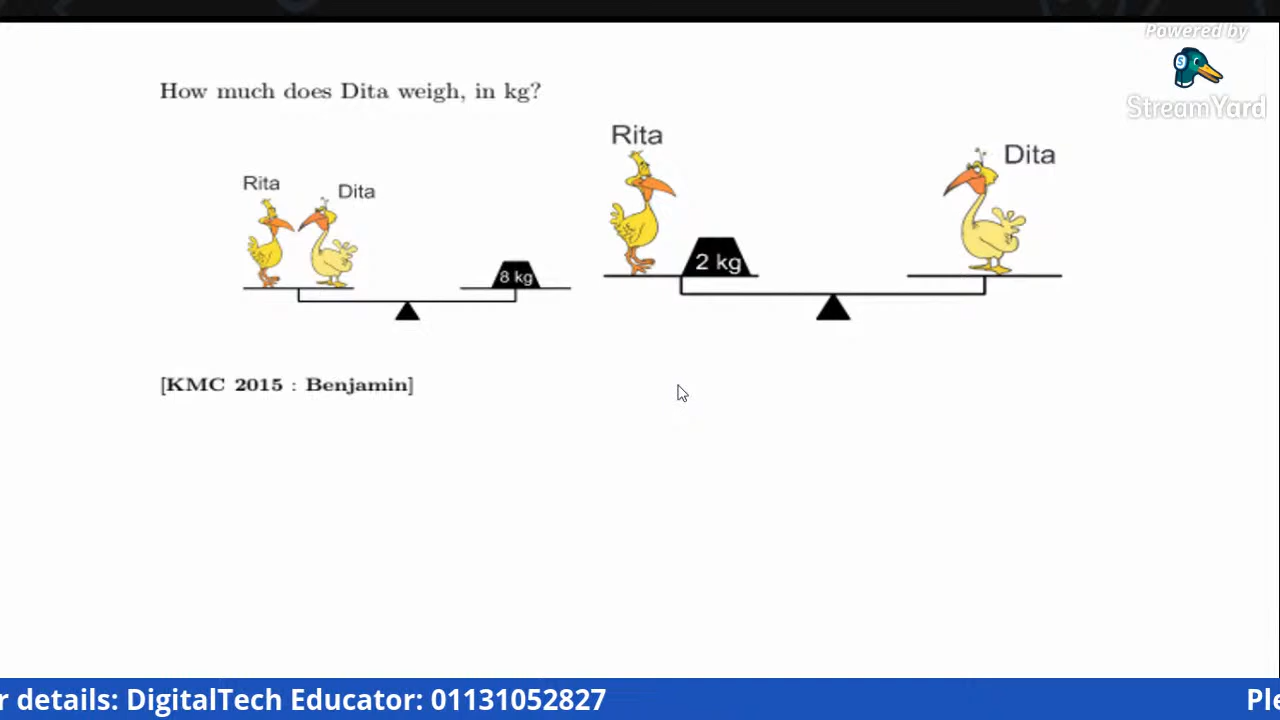 Powered by
StreamYard
How much does Dita weigh, in kg?
Rita
Dita
8 kg
Rita
2 kg
Dita
[KMC 2015 : Benjamin]
r details: DigitalTech Educator: 01131052827
Ple